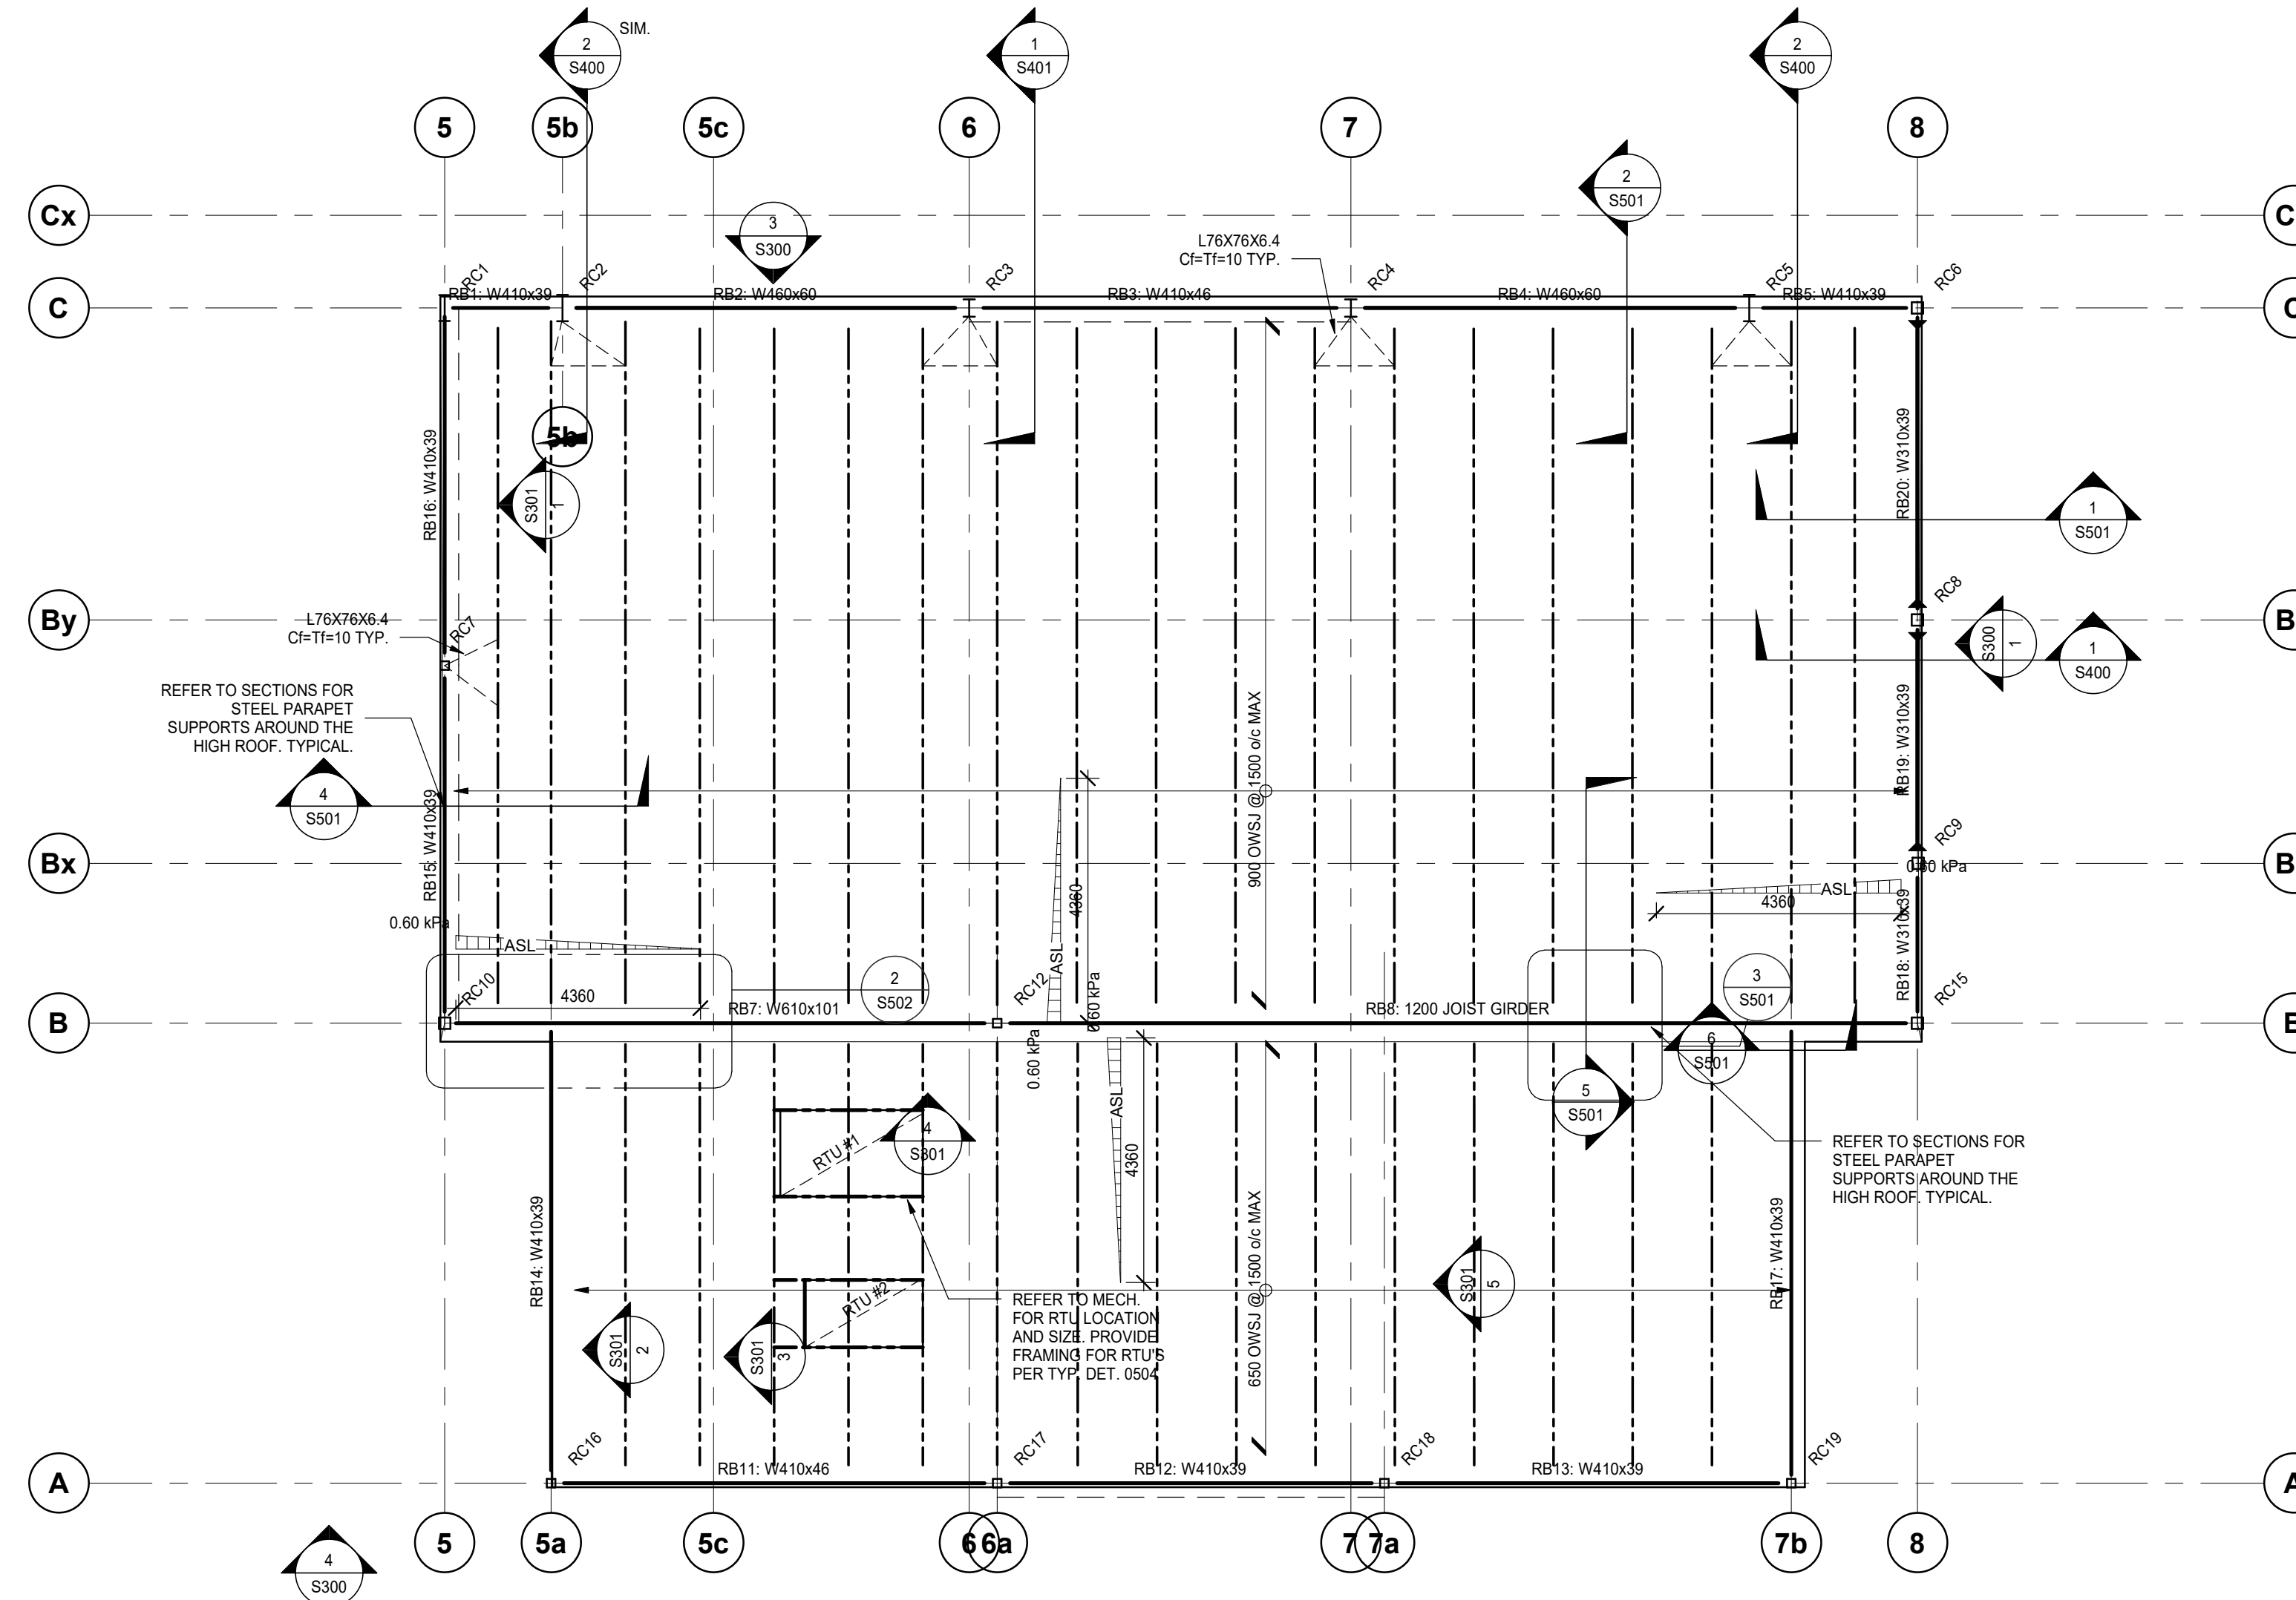 2
S400
SIM.
1
S401
2
S400
5
5b
5c
6
7
8
2
S501
Cx
3
S300
L76X76X6.4
Cf=Tf=10 TYP.
RC1
RC2
RC3
RC4
RC5
RC6
C
RB1: W410x39
RB2: W460x60
RB3: W410x46
RB4: W460x60
RB5: W410x39
C
5b
RB16: W410x39
RB20: W310x39
S301
1
1
S501
By
L76X76X6.4
Cf=Tf=10 TYP.
RC7
RC8
S300
1
1
S400
REFER TO SECTIONS FOR
STEEL PARAPET
SUPPORTS AROUND THE
HIGH ROOF. TYPICAL.
900 OWSJ @ 1500 o/c MAX
RB19: W310x39
4
S501
RB15: W410x39
Bx
RC9
0.60 kPa
ASL
4360
4360
ASL
0.60 kPa
0.60 kPa
ASL
4360
RC10
2
S502
RC12
3
S501
RB18: W310x39
RC15
B
RB7: W610x101
RB8: 1200 JOIST GIRDER
0.60 kPa
6
S501
ASL
4360
5
S501
RTU #1
4
S301
REFER TO SECTIONS FOR
STEEL PARAPET
SUPPORTS AROUND THE
HIGH ROOF. TYPICAL.
RB14: W410x39
RTU #2
REFER TO MECH.
FOR RTU LOCATION
AND SIZE. PROVIDE
FRAMING FOR RTU'S
PER TYP. DET. 0504
650 OWSJ @ 1500 o/c MAX
S301
5
RB17: W410x39
S301
2
S301
3
RC16
RC17
RC18
RC19
A
RB11: W410x46
RB12: W410x39
RB13: W410x39
5
5a
5c
6
6a
7
7a
7b
8
4
S300